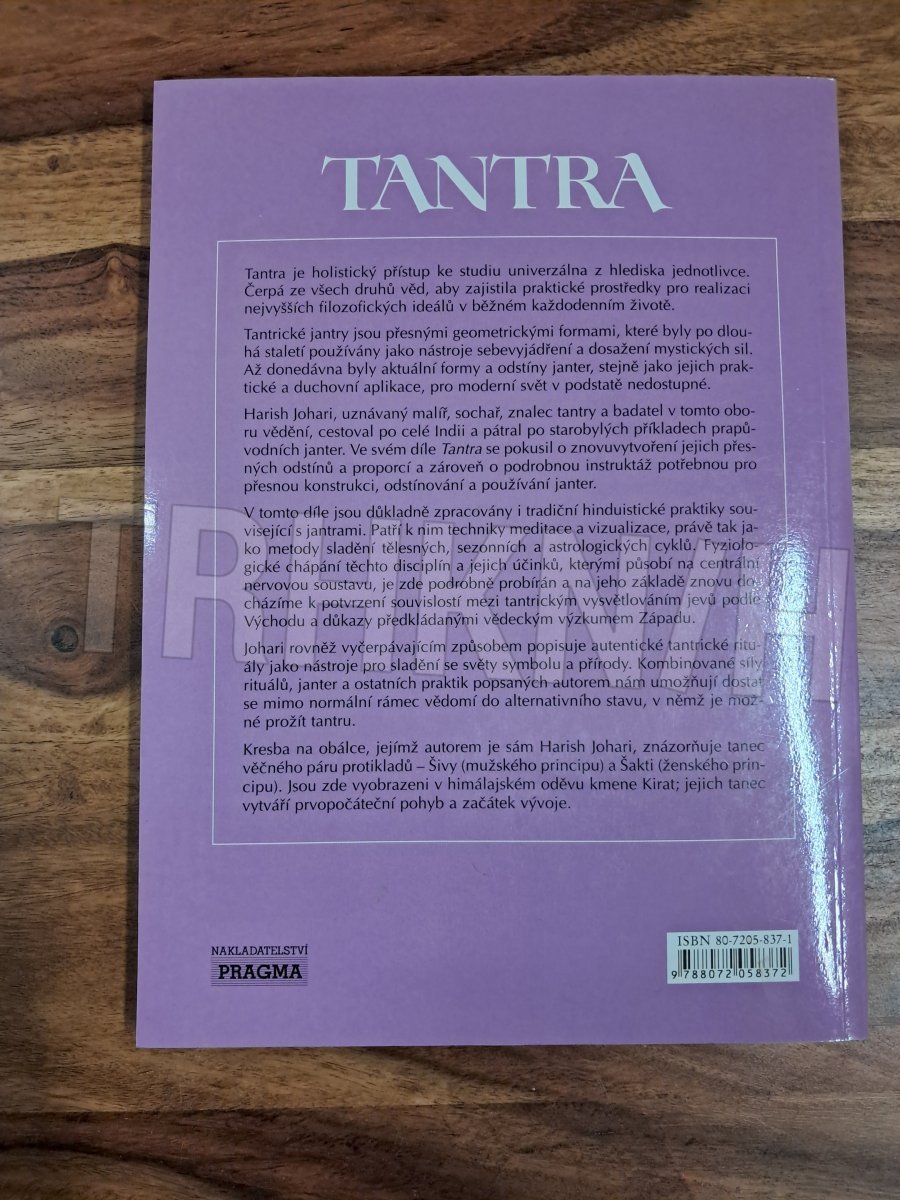 TANTRA
Tantra je holistický přístup ke studiu univerzálna z hlediska jednotlivce.
Čerpá ze všech druhů věd, aby zajistila praktické prostředky pro realizaci
nejvyšších filozofických ideálů v běžném každodenním životě.
Tantrické jantry jsou přesnými geometrickými formami, které byly po dlou-
há staletí používány jako nástroje sebevyjádření a dosažení mystických sil.
Až donedávna byly aktuální formy a odstíny janter, stejně jako jejich prak-
tické a duchovní aplikace, pro moderní svět v podstatě nedostupné.
Harish Johari, uznávaný malíř, sochař, znalec tantry a badatel v tomto obo-
ru vědění, cestoval po celé Indii a pátral po starobylých příkladech prapů-
vodních janter. Ve svém díle Tantra se pokusil o znovuvytvoření jejich přes-
ných odstínů a proporcí a zároveň o podrobnou instruktáž potřebnou pro
přesnou konstrukci, odstínování a používání janter.
V tomto díle jsou důkladně zpracovány i tradiční hinduistické praktiky sou-
visející s jantrami. Patří k nim techniky meditace a vizualizace, právě tak ja-
ko metody sladění tělesných, sezonních a astrologických cyklů. Fyziolo-
gické chápání těchto disciplín a jejich účinků, kterými působí na centrální
nervovou soustavu, je zde podrobně probírán a na jeho základě znovu do-
cházíme k potvrzení souvislostí mezi tantrickým vysvětlováním jevů podle
Východu a důkazy předkládanými vědeckým výzkumem Západu.
Johari rovněž vyčerpávajícím způsobem popisuje autentické tantrické ritu-
ály jako nástroje pro sladění se světy symbolu a přírody. Kombinované síly
rituálů, janter a ostatních praktik popsaných autorem nám umožňují dostat
se mimo normální rámec vědomí do alternativního stavu, v němž je mož-
né prožít tantru.
Kresba na obálce, jejímž autorem je sám Harish Johari, znázorňuje tanec
věčného páru protikladů – Šivy (mužského principu) a Šakti (ženského prin-
cipu). Jsou zde vyobrazeni v himálajském oděvu kmene Kirat; jejich tanec
vytváří prvopočáteční pohyb a začátek vývoje.
NAKLADATELSTVÍ
PRAGMA
ISBN 80-7205-837-1
9 788072 058372
TRHKNIH